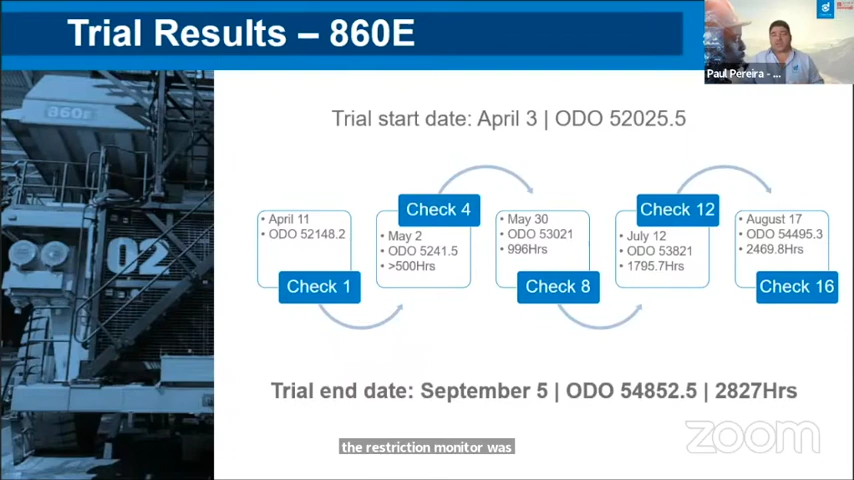 Trial Results – 860E
Paul Pereira - ...
860E
02
Trial start date: April 3 | ODO 52025.5
• April 11
• ODO 52148.2
Check 1
Check 4
• May 2
• ODO 5241.5
• >500Hrs
• May 30
• ODO 53021
• 996Hrs
Check 8
Check 12
• July 12
• ODO 53821
• 1795.7Hrs
• August 17
• ODO 54495.3
• 2469.8Hrs
Check 16
Trial end date: September 5 | ODO 54852.5 | 2827Hrs
the restriction monitor was
zoom